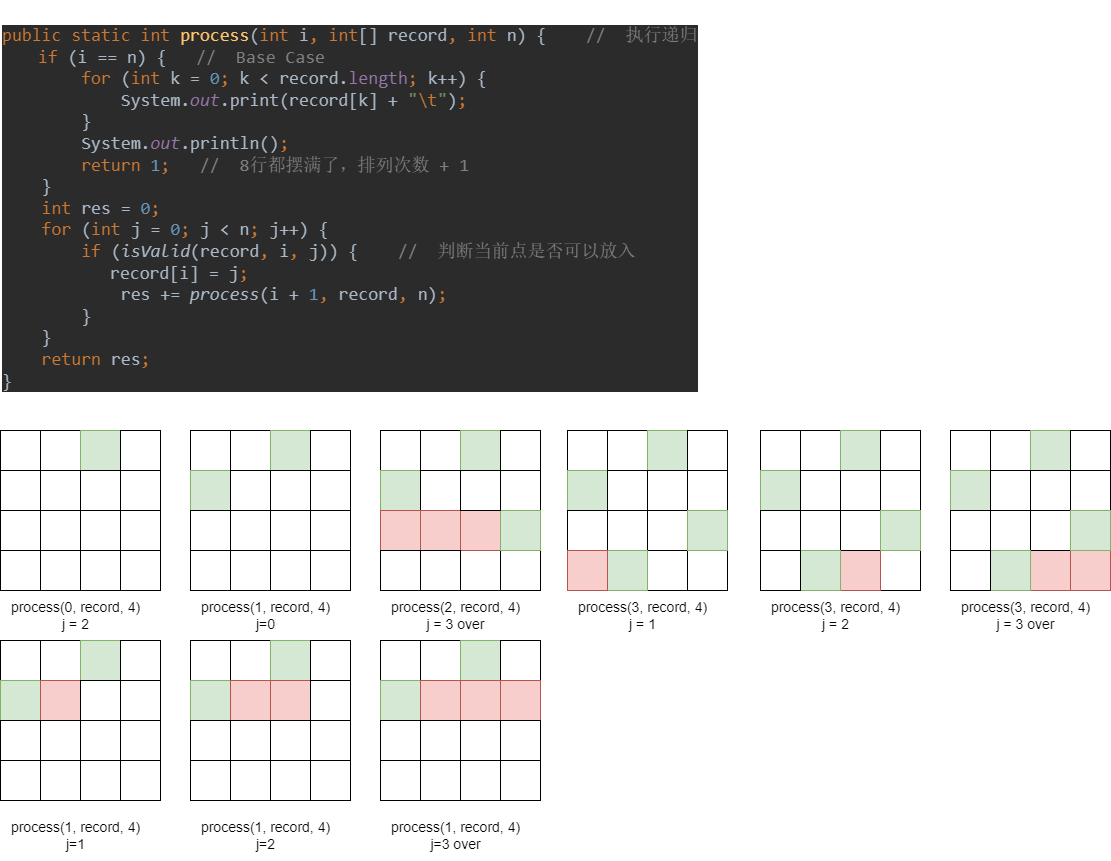 public static int process(int i, int[] record, int n) {    //  执行递归
if (i == n) {   //  Base Case
for (int k = 0; k < record.length; k++) {
System.out.print(record[k] + "\t");
}
System.out.println();
return 1;   //  8行都摆满了，排列次数 + 1
}
int res = 0;
for (int j = 0; j < n; j++) {
if (isValid(record, i, j)) {    //  判断当前点是否可以放入
record[i] = j;
res += process(i + 1, record, n);
}
}
return res;
}
process(0, record, 4)
j = 2
process(1, record, 4)
j=0
process(2, record, 4)
j = 3 over
process(3, record, 4)
j = 1
process(3, record, 4)
j = 2
process(3, record, 4)
j = 3 over
process(1, record, 4)
j=1
process(1, record, 4)
j=2
process(1, record, 4)
j=3 over